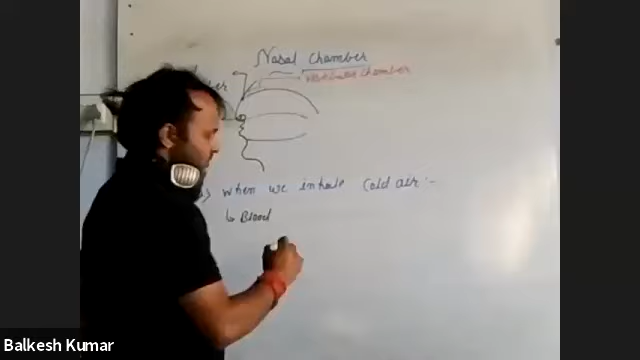 Nasal Chamber
Vestibular Chamber
when we inhale Cold air :-
↳ Blood
Balkesh Kumar